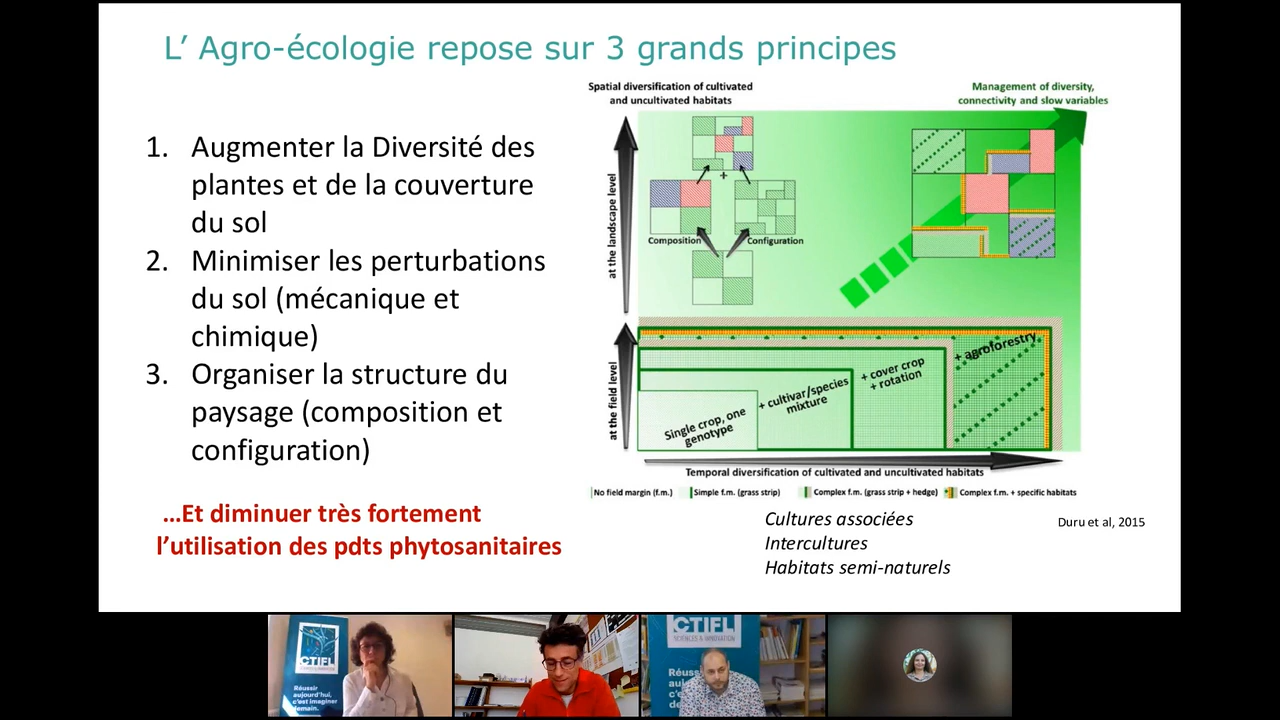 L’ Agro-écologie repose sur 3 grands principes
1. Augmenter la Diversité des
plantes et de la couverture
du sol
2. Minimiser les perturbations
du sol (mécanique et
chimique)
3. Organiser la structure du
paysage (composition et
configuration)
…Et diminuer très fortement
l’utilisation des pdts phytosanitaires
Spatial diversification of cultivated
and uncultivated habitats
Management of diversity,
connectivity and slow variables
at the landscape level
+
Composition
Configuration
at the field level
Single crop, one
genotype
+ cultivar/species
mixture
+ cover crop
+ rotation
+ agroforestry
Temporal diversification of cultivated and uncultivated habitats
No field margin (f.m.)
Simple f.m. (grass strip)
Complex f.m. (grass strip + hedge)
Complex f.m. + specific habitats
Cultures associées
Intercultures
Habitats semi-naturels
Duru et al, 2015
CTIFL
Réussir
aujourd'hui,
c'est imaginer
demain.
CTIFL
SCIENCES & INNOVATION